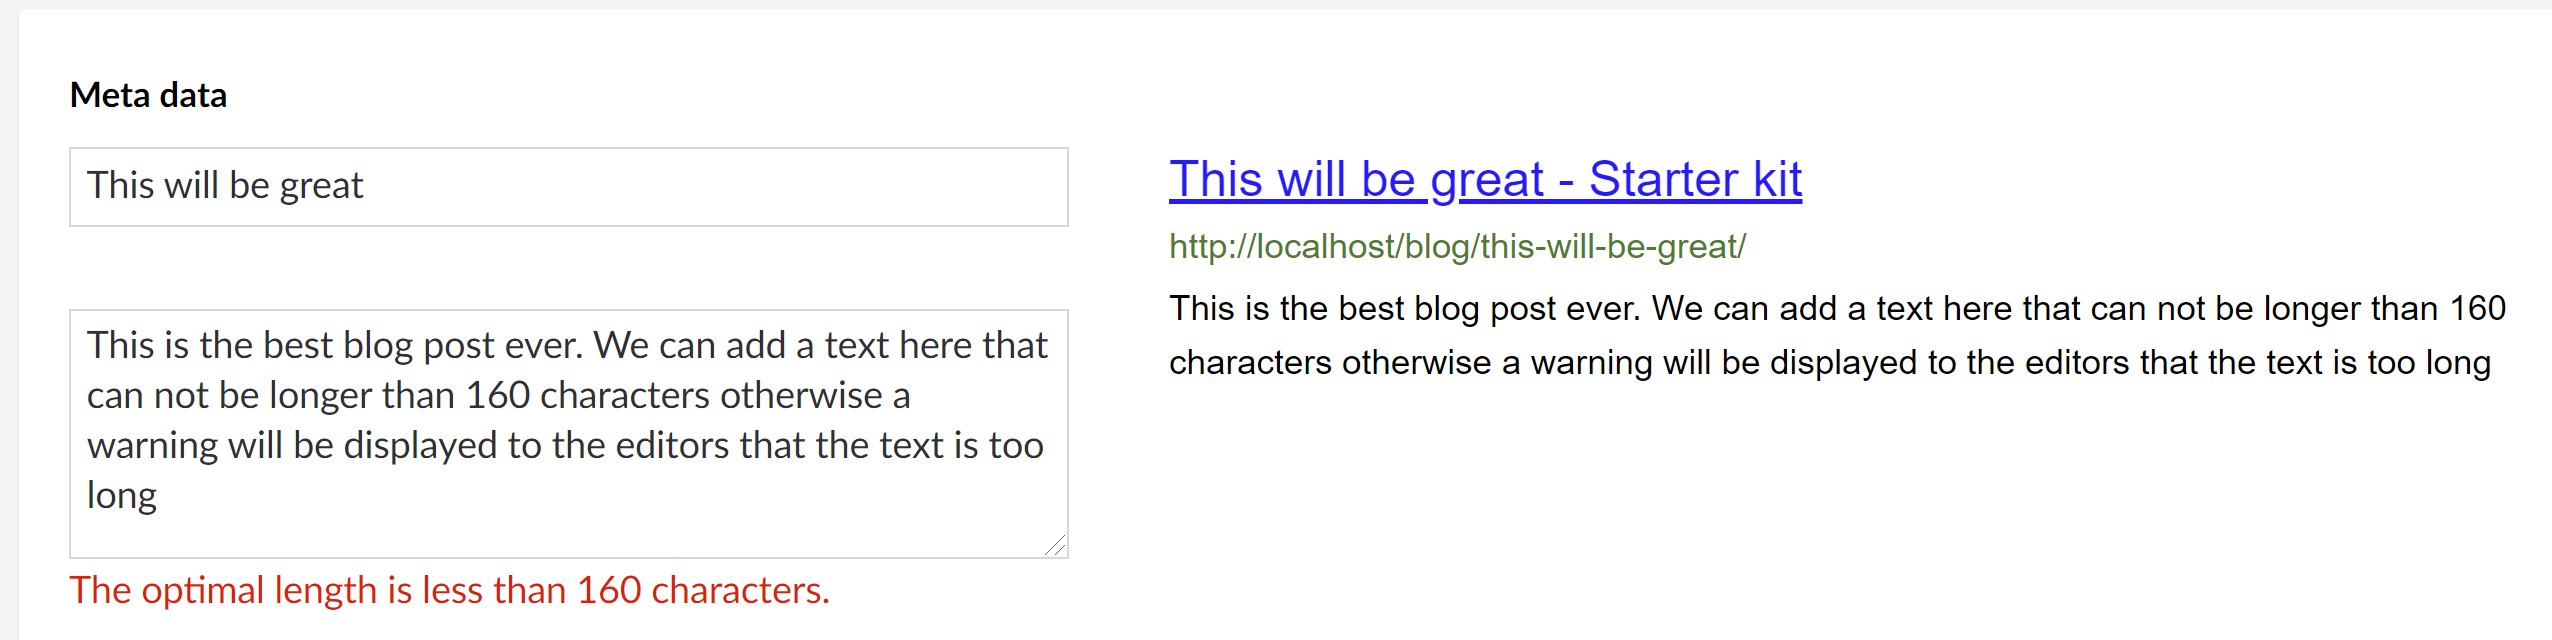 Meta data
This will be great
This is the best blog post ever. We can add a text here that
can not be longer than 160 characters otherwise a
warning will be displayed to the editors that the text is too
long
The optimal length is less than 160 characters.
This will be great - Starter kit
http://localhost/blog/this-will-be-great/
This is the best blog post ever. We can add a text here that can not be longer than 160
characters otherwise a warning will be displayed to the editors that the text is too long